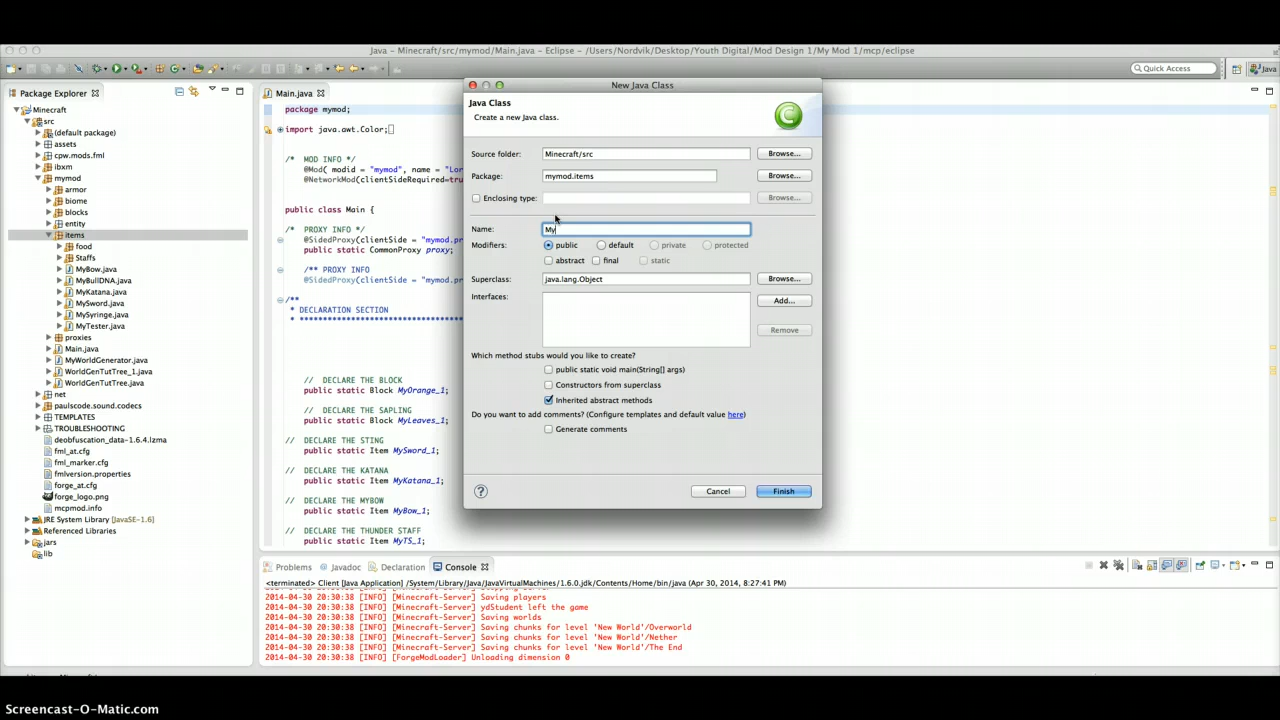 Java - Minecraft/src/mymod/Main.java - Eclipse - /Users/Nordvik/Desktop/Youth Digital/Mod Design 1/My Mod 1/mcp/eclipse
Quick Access
Java
Package Explorer
Minecraft
src
(default package)
assets
cpw.mods.fml
ibxm
mymod
armor
biome
blocks
entity
items
food
Staffs
MyBow.java
MyBullDNA.java
MyKatana.java
MySword.java
MySyringe.java
MyTester.java
proxies
Main.java
MyWorldGenerator.java
WorldGenTutTree_1.java
WorldGenTutTree.java
net
paulscode.sound.codecs
TEMPLATES
TROUBLESHOOTING
deobfuscation_data-1.6.4.lzma
fml_at.cfg
fml_marker.cfg
fmlversion.properties
forge_at.cfg
forge_logo.png
mcpmod.info
JRE System Library [JavaSE-1.6]
Referenced Libraries
jars
lib
Main.java
package mymod;
import java.awt.Color;
/* MOD INFO */
@Mod( modid = "mymod", name = "Lor
@NetworkMod(clientSideRequired=true
public class Main {
/* PROXY INFO */
@SidedProxy(clientSide = "mymod.pr
public static CommonProxy proxy;
/** PROXY INFO
@SidedProxy(clientSide = "mymod.pr
/**
* DECLARATION SECTION
* *********************************
// DECLARE THE BLOCK
public static Block MyOrange_1;
// DECLARE THE SAPLING
public static Block MyLeaves_1;
// DECLARE THE STING
public static Item MySword_1;
// DECLARE THE KATANA
public static Item MyKatana_1;
// DECLARE THE MYBOW
public static Item MyBow_1;
// DECLARE THE THUNDER STAFF
public static Item MyTS_1;
New Java Class
Java Class
Create a new Java class.
Source folder: Minecraft/src Browse...
Package: mymod.items Browse...
Enclosing type: Browse...
Name: My
Modifiers: public default private protected
abstract final static
Superclass: java.lang.Object Browse...
Interfaces: Add...
Remove
Which method stubs would you like to create?
public static void main(String[] args)
Constructors from superclass
Inherited abstract methods
Do you want to add comments? (Configure templates and default value here)
Generate comments
? Cancel Finish
Problems Javadoc Declaration Console
<terminated> Client [Java Application] /System/Library/Java/JavaVirtualMachines/1.6.0.jdk/Contents/Home/bin/java (Apr 30, 2014, 8:27:41 PM)
2014-04-30 20:30:38 [INFO] [Minecraft-Server] Saving players
2014-04-30 20:30:38 [INFO] [Minecraft-Server] ydStudent left the game
2014-04-30 20:30:38 [INFO] [Minecraft-Server] Saving worlds
2014-04-30 20:30:38 [INFO] [Minecraft-Server] Saving chunks for level 'New World'/Overworld
2014-04-30 20:30:38 [INFO] [Minecraft-Server] Saving chunks for level 'New World'/Nether
2014-04-30 20:30:38 [INFO] [Minecraft-Server] Saving chunks for level 'New World'/The End
2014-04-30 20:30:38 [INFO] [ForgeModLoader] Unloading dimension 0
Screencast-O-Matic.com